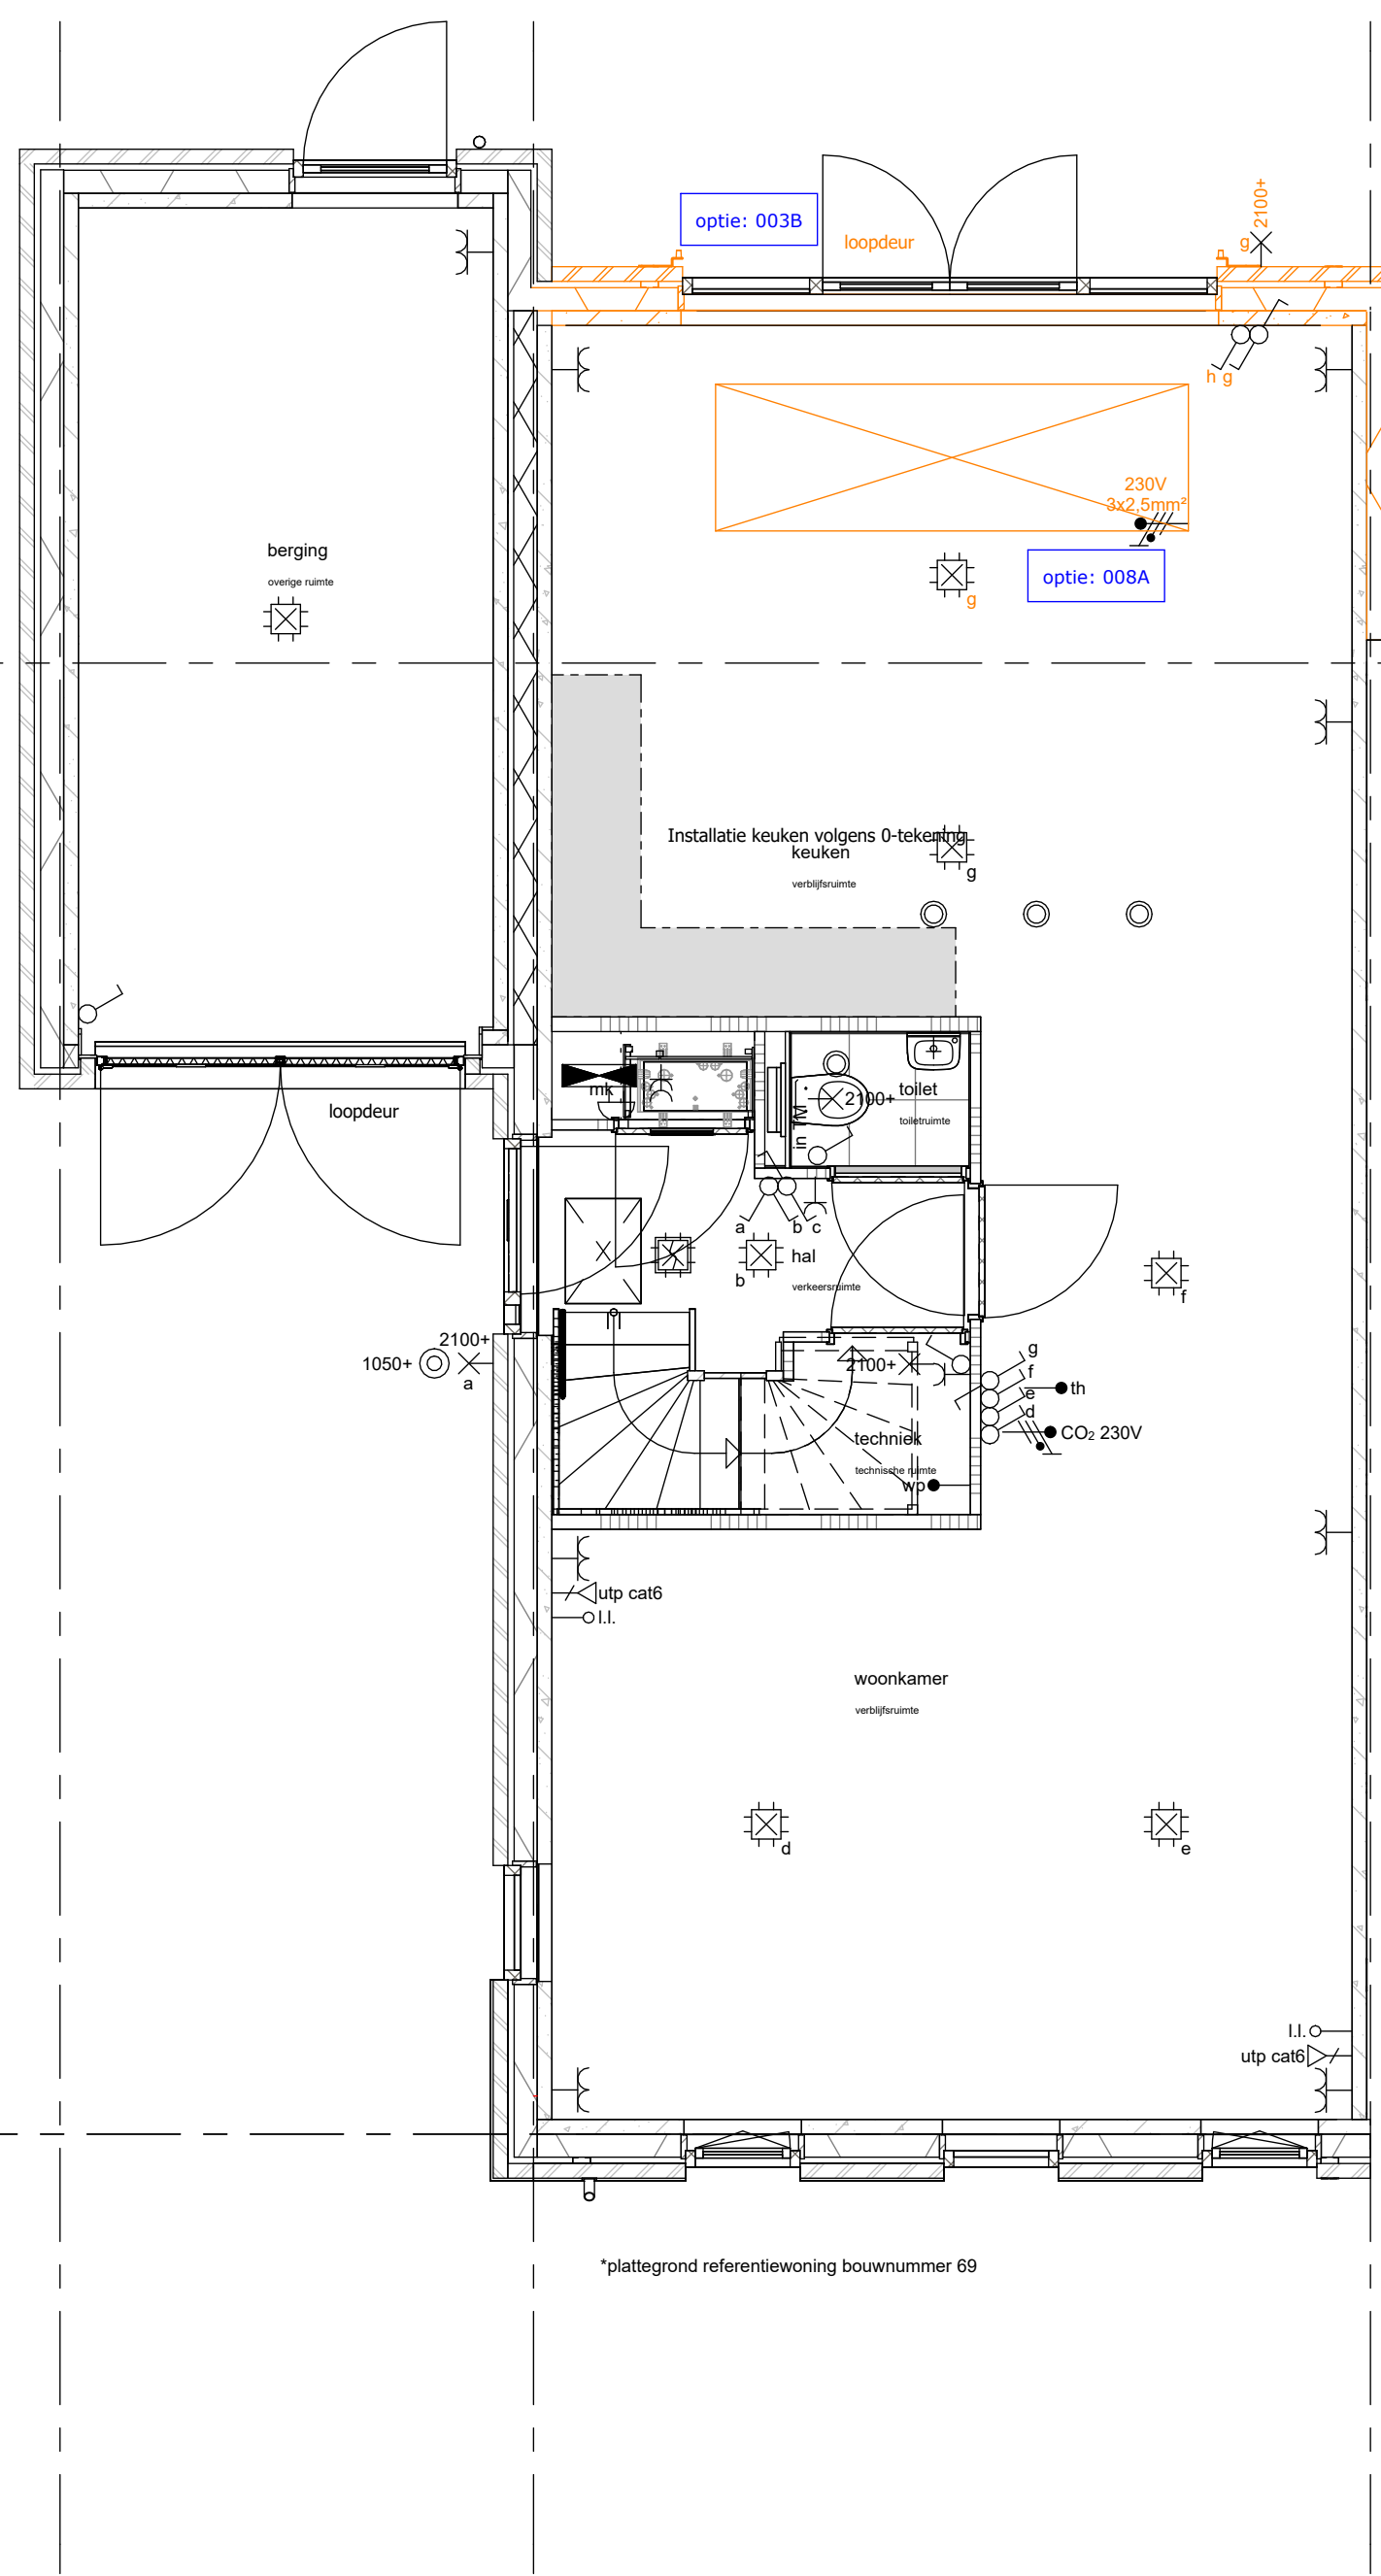 optie: 003B
loopdeur
g
2100+
h g
230V
3x2,5mm²
optie: 008A
g
berging
overige ruimte
Installatie keuken volgens 0-tekening
keuken
g
verblijfsruimte
mk
loopdeur
2100+
toilet
toiletruimte
in MV
a
b
c
hal
b
verkeersruimte
f
2100+
1050+
a
2100+
g
f
e
d
th
CO₂ 230V
techniek
technische ruimte
wp
utp cat6
l.l.
woonkamer
verblijfsruimte
d
e
l.l.
utp cat6
*plattegrond referentiewoning bouwnummer 69